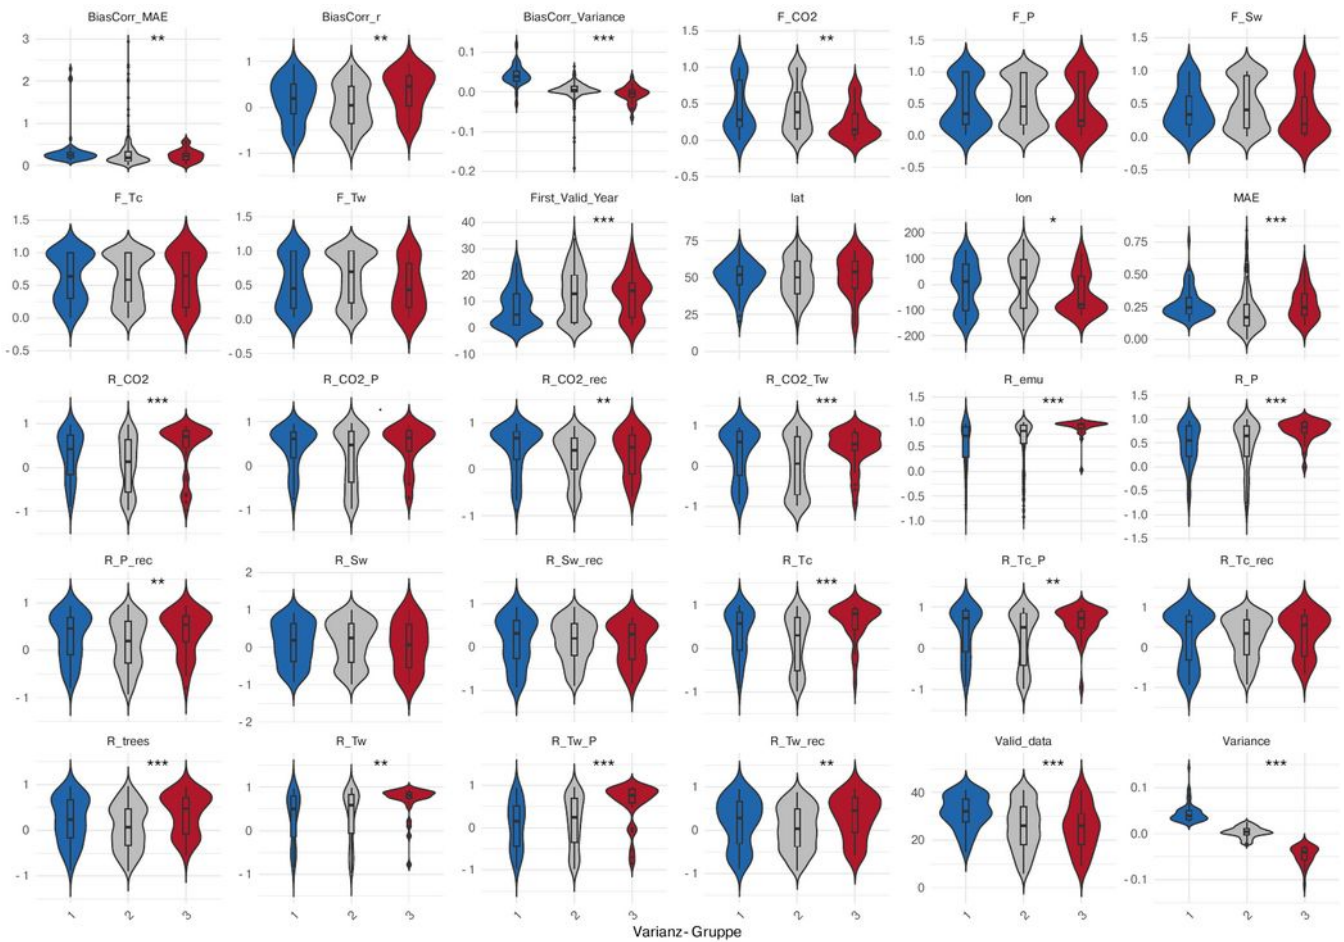 BiasCorr_MAE BiasCorr_r BiasCorr_Variance F_CO2 F_P F_Sw
** ** *** **
3 1 0.1 1.5 1.5 1.5
2 0 0.0 1.0 1.0 1.0
1 - 1 -0.1 0.5 0.5 0.5
0 - 0.2 0.0 0.0 0.0
- 0.5 - 0.5 - 0.5
F_Tc F_Tw First_Valid_Year lat lon MAE
*** * ***
1.5 1.5 40 75 200 0.75
1.0 1.0 30 50 100 0.50
0.5 0.5 20 25 0 0.25
0.0 0.0 10 0 - 100 0.00
- 0.5 - 0.5 0 - 200
- 10
R_CO2 R_CO2_P R_CO2_rec R_CO2_Tw R_emu R_P
*** . ** *** *** ***
1 1 1 1 1.5 1.5
0 0 0 0 1.0 1.0
- 1 - 1 - 1 - 1 0.5 0.5
0.0 0.0
- 0.5 - 0.5
- 1.0 - 1.0
- 1.5
R_P_rec R_Sw R_Sw_rec R_Tc R_Tc_P R_Tc_rec
** *** **
1 2 1 1 1 1
0 1 0 0 0 0
- 1 0 - 1 - 1 - 1 - 1
- 1
- 2
R_trees R_Tw R_Tw_P R_Tw_rec Valid_data Variance
*** ** *** ** *** ***
1 1 1 1 40 0.1
0 0 0 0 20 0.0
- 1 - 1 - 1 - 1 0 - 0.1
1 2 3 1 2 3 1 2 3 1 2 3 1 2 3 1 2 3
Varianz- Gruppe